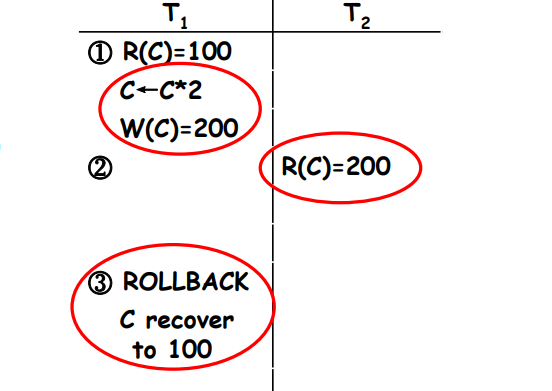 T1 T2
① R(C)=100
C←C*2
W(C)=200
② R(C)=200
③ ROLLBACK
C recover
to 100